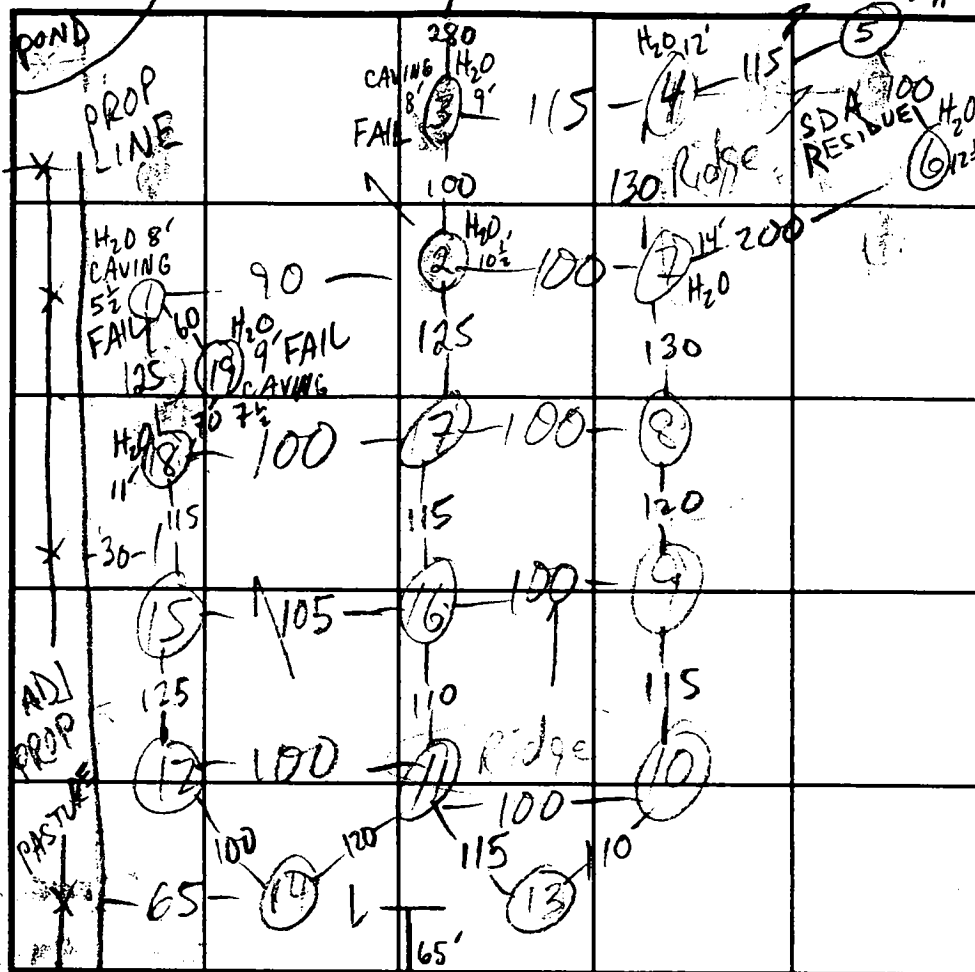 POND
280
H₂O 12'
5
CAVING H₂O
8' 3 9'
FAIL
115
4
115
100
PROP
LINE
SDA
RESIDUE
H₂O
6
100
130 Ridge
H₂O 8'
CAVING
5½
FAIL
1
90
2
H₂O
10½
100
7
14'
H₂O
200
60
H₂O
9' FAIL
19
CAVING
7½
125
70'
125
130
H₂O
18
11'
100
17
100
8
115
115
120
30
15
105
16
100
9
125
110
115
ADJ
PROP
PASTURE
12
100
11
Ridge
10
100
100
120
115
110
65
14
13
65'